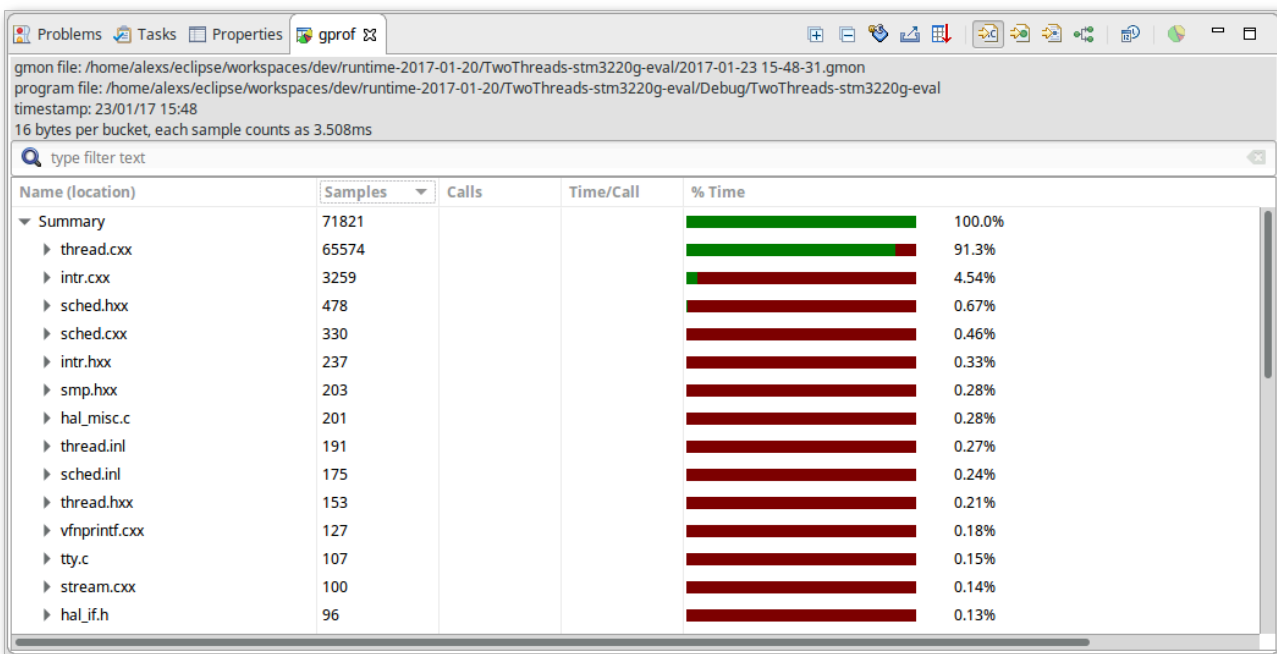 Problems Tasks Properties gprof
gmon file: /home/alexs/eclipse/workspaces/dev/runtime-2017-01-20/TwoThreads-stm3220g-eval/2017-01-23 15-48-31.gmon
program file: /home/alexs/eclipse/workspaces/dev/runtime-2017-01-20/TwoThreads-stm3220g-eval/Debug/TwoThreads-stm3220g-eval
timestamp: 23/01/17 15:48
16 bytes per bucket, each sample counts as 3.508ms
type filter text
Name (location) Samples Calls Time/Call % Time
Summary 71821 100.0%
thread.cxx 65574 91.3%
intr.cxx 3259 4.54%
sched.hxx 478 0.67%
sched.cxx 330 0.46%
intr.hxx 237 0.33%
smp.hxx 203 0.28%
hal_misc.c 201 0.28%
thread.inl 191 0.27%
sched.inl 175 0.24%
thread.hxx 153 0.21%
vfnprintf.cxx 127 0.18%
tty.c 107 0.15%
stream.cxx 100 0.14%
hal_if.h 96 0.13%